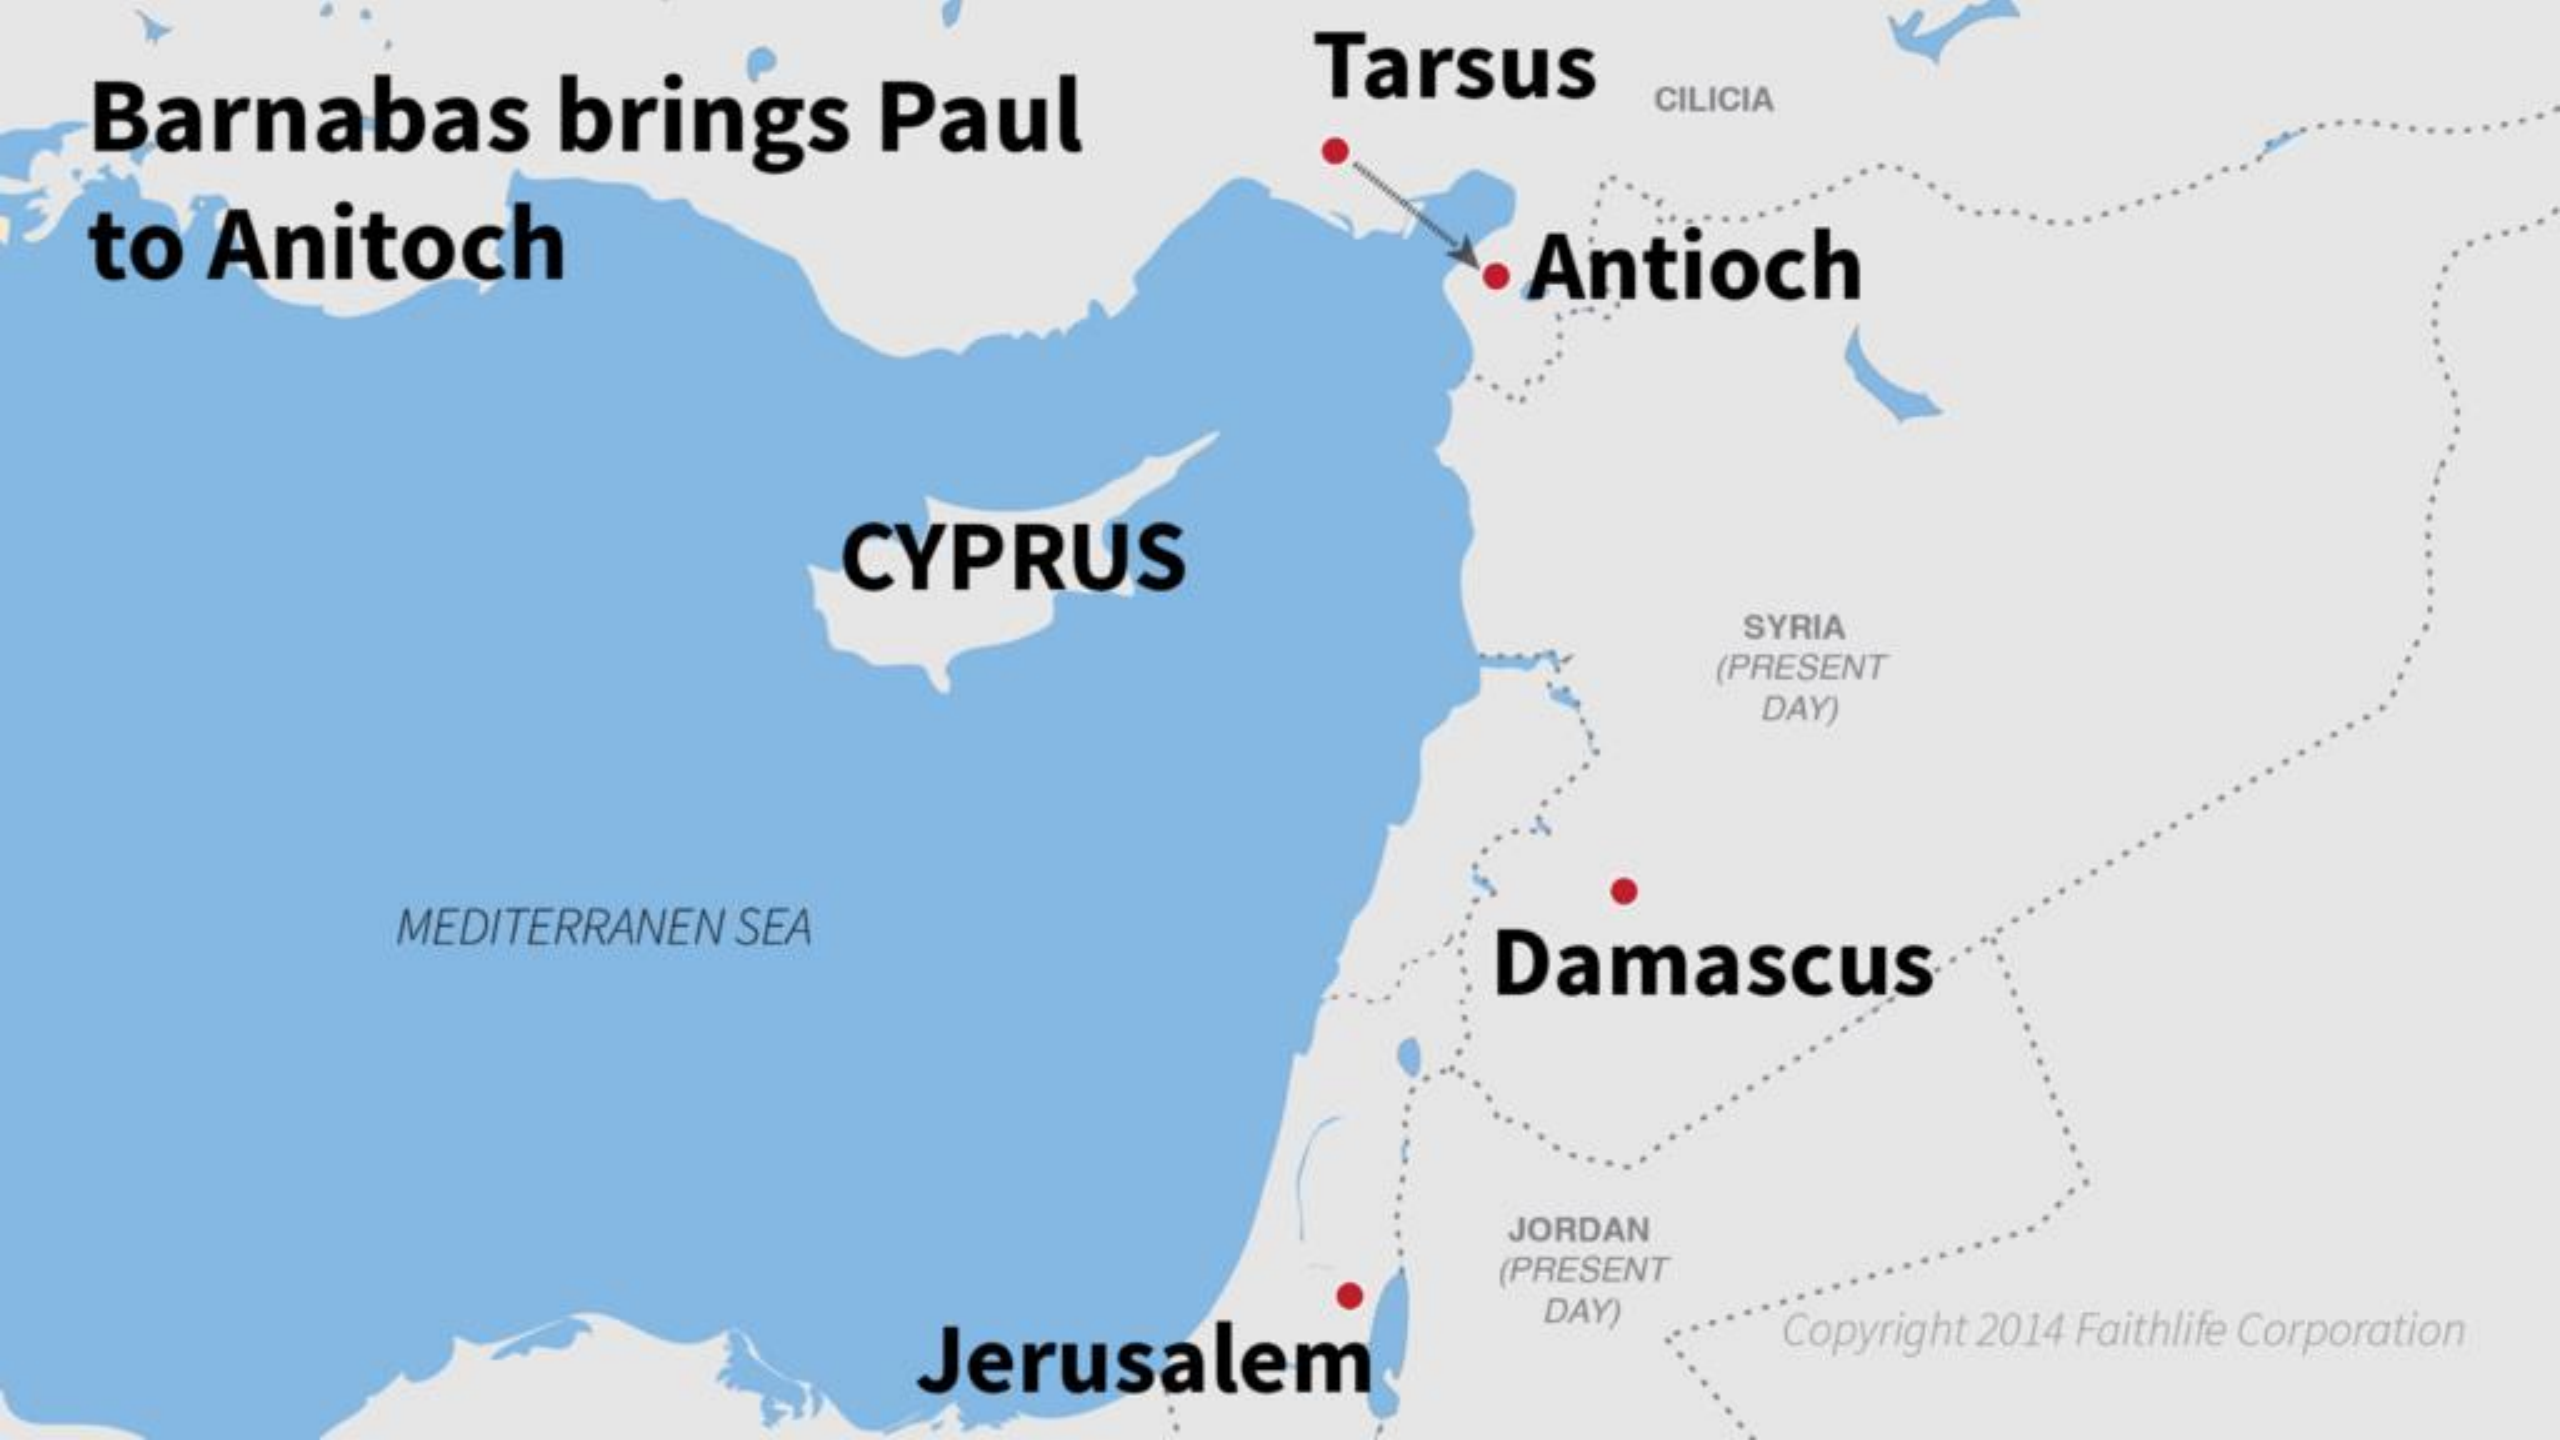 Barnabas brings Paul
to Anitoch
Tarsus
CILICIA
Antioch
CYPRUS
SYRIA
(PRESENT
DAY)
MEDITERRANEN SEA
Damascus
JORDAN
(PRESENT
DAY)
Jerusalem
Copyright 2014 Faithlife Corporation